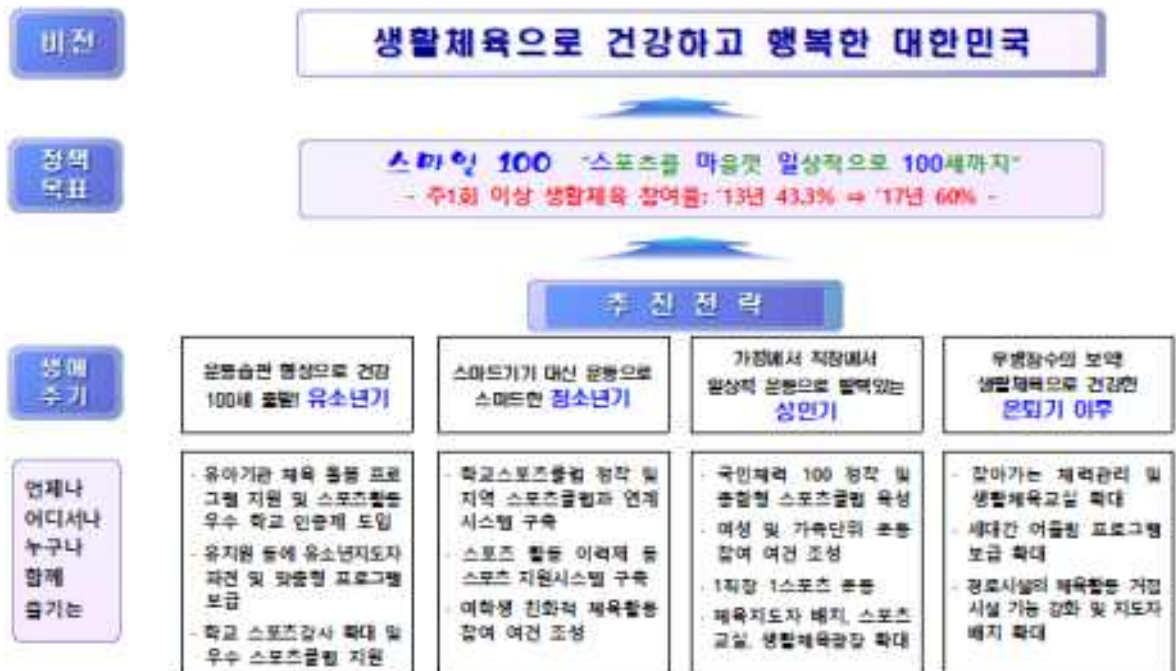 비전
생활체육으로 건강하고 행복한 대한민국
정책
목표
스마일 100 "스포츠를 마음껏 일상적으로 100세까지"
- 주1회 이상 생활체육 참여율: '13년 43.3% ⇒ '17년 60% -
추 진 전 략
생애
주기
운동습관 형성으로 건강
100세 출발! 유소년기
스마트기기 대신 운동으로
스마트한 청소년기
가정에서 직장에서
일상적 운동으로 활력있는
성인기
무병장수의 보약!
생활체육으로 건강한
은퇴기 이후
언제나
어디서나
누구나
함께
즐기는
· 유아기관 체육 돌봄 프로
그램 지원 및 스포츠활동
우수 학교 인증제 도입
· 유치원 등에 유소년지도자
파견 및 맞춤형 프로그램
보급
· 학교 스포츠강사 확대 및
우수 스포츠클럽 지원
· 학교스포츠클럽 정착 및
지역 스포츠클럽과 연계
시스템 구축
· 스포츠 활동 이력제 등
스포츠 지원시스템 구축
· 여학생 친화적 체육활동
참여 여건 조성
· 국민체력 100 정착 및
종합형 스포츠클럽 육성
· 여성 및 가족단위 운동
참여 여건 조성
· 1직장 1스포츠 운동
· 체육지도자 배치, 스포츠
교실, 생활체육광장 확대
· 찾아가는 체력관리 및
생활체육교실 확대
· 세대간 어울림 프로그램
보급 확대
· 경로시설의 체육활동 거점
시설 기능 강화 및 지도자
배치 확대